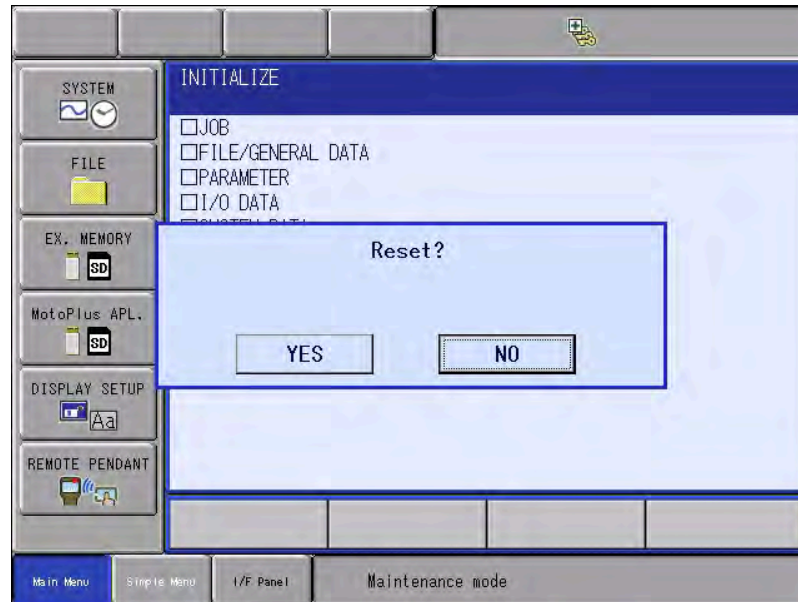 INITIALIZE
SYSTEM
□JOB
□FILE/GENERAL DATA
FILE
□PARAMETER
□I/O DATA
EX. MEMORY
SD
Reset?
MotoPlus APL.
SD
YES
NO
DISPLAY SETUP
Aa
REMOTE PENDANT
Main Menu
Simple Menu
I/F Panel
Maintenance mode